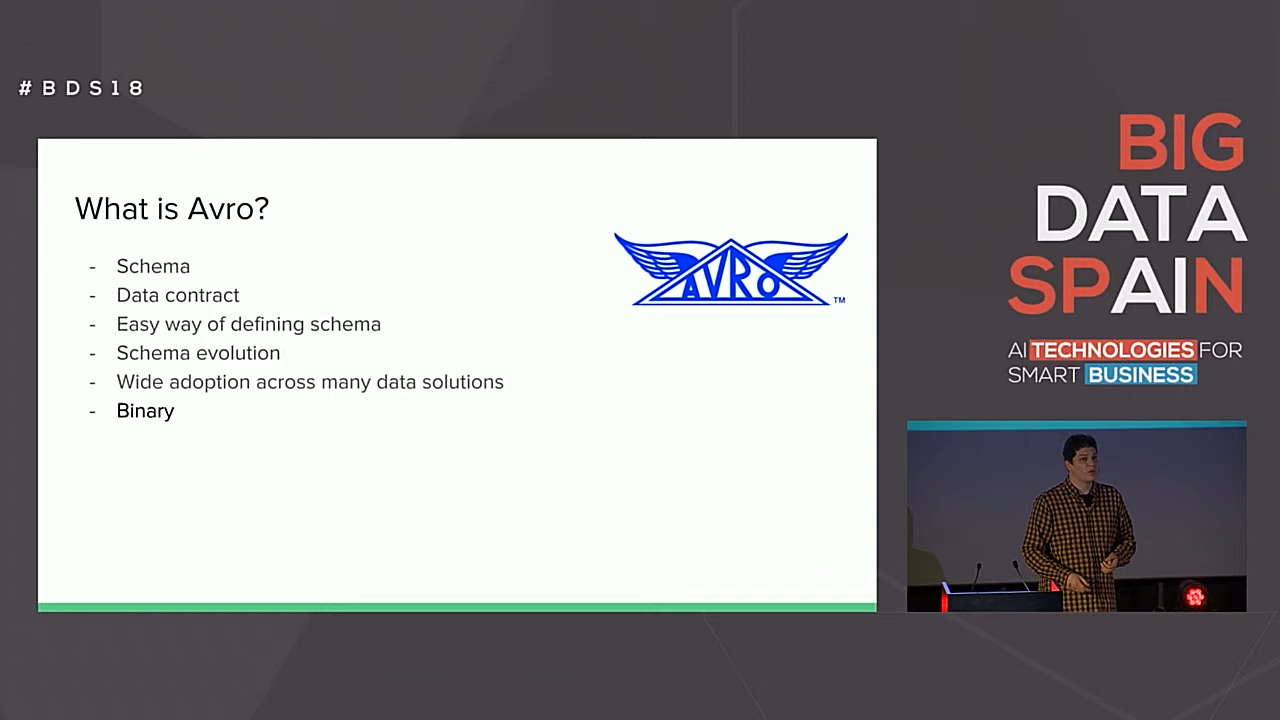 #BDS18
What is Avro?
- Schema
- Data contract
- Easy way of defining schema
- Schema evolution
- Wide adoption across many data solutions
- Binary
AVRO
TM
BIG
DATA
SPAIN
AI TECHNOLOGIES FOR
SMART BUSINESS